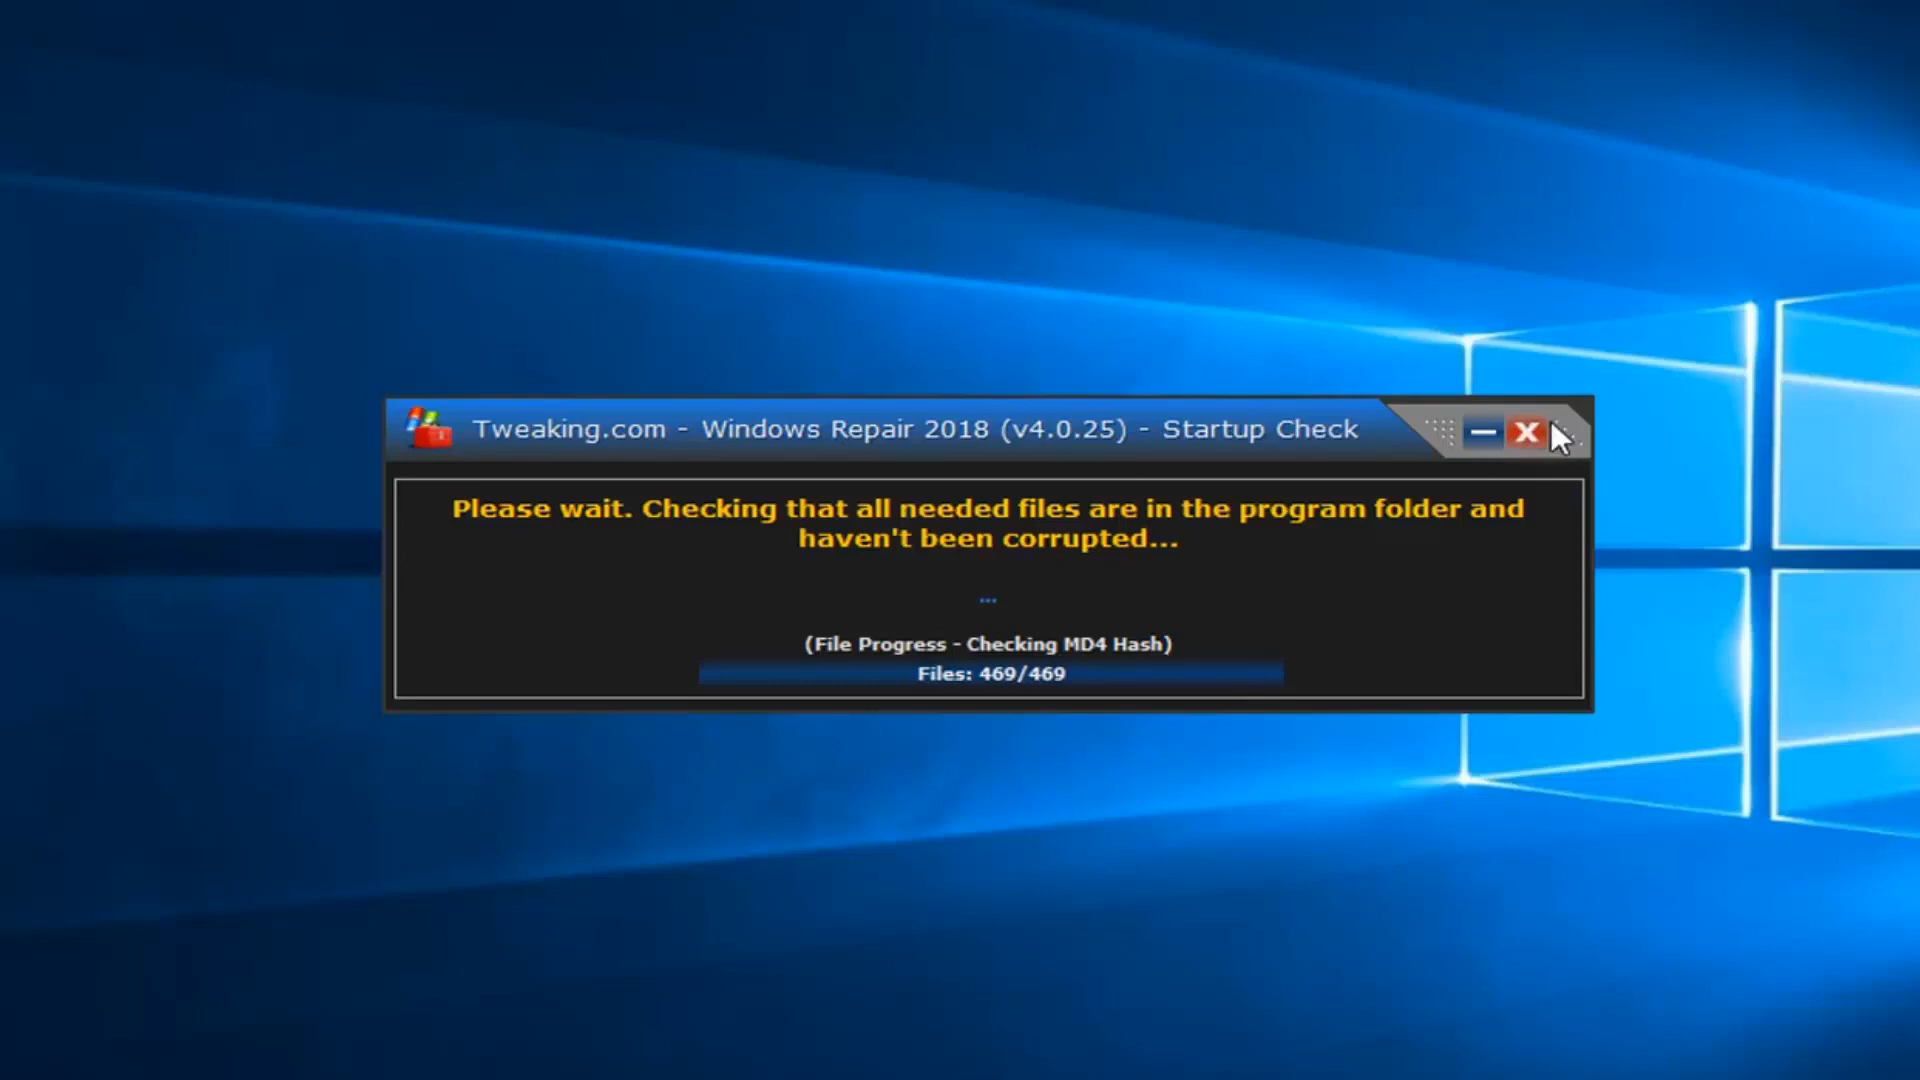 Tweaking.com - Windows Repair 2018 (v4.0.25) - Startup Check
Please wait. Checking that all needed files are in the program folder and
haven't been corrupted...
...
(File Progress - Checking MD4 Hash)
Files: 469/469